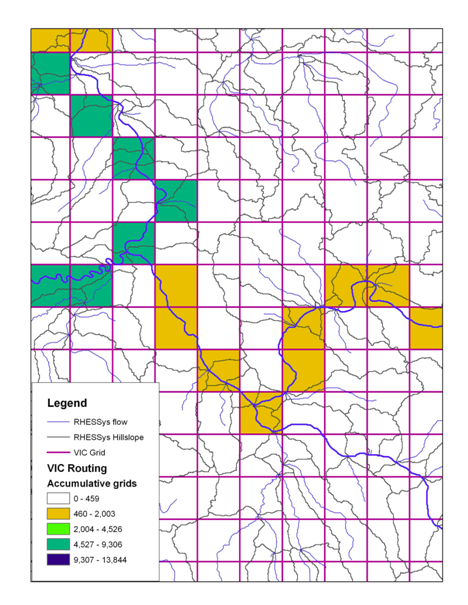 Legend
RHESSys flow
RHESSys Hillslope
VIC Grid
VIC Routing
Accumulative grids
0 - 459
460 - 2,003
2,004 - 4,526
4,527 - 9,306
9,307 - 13,844